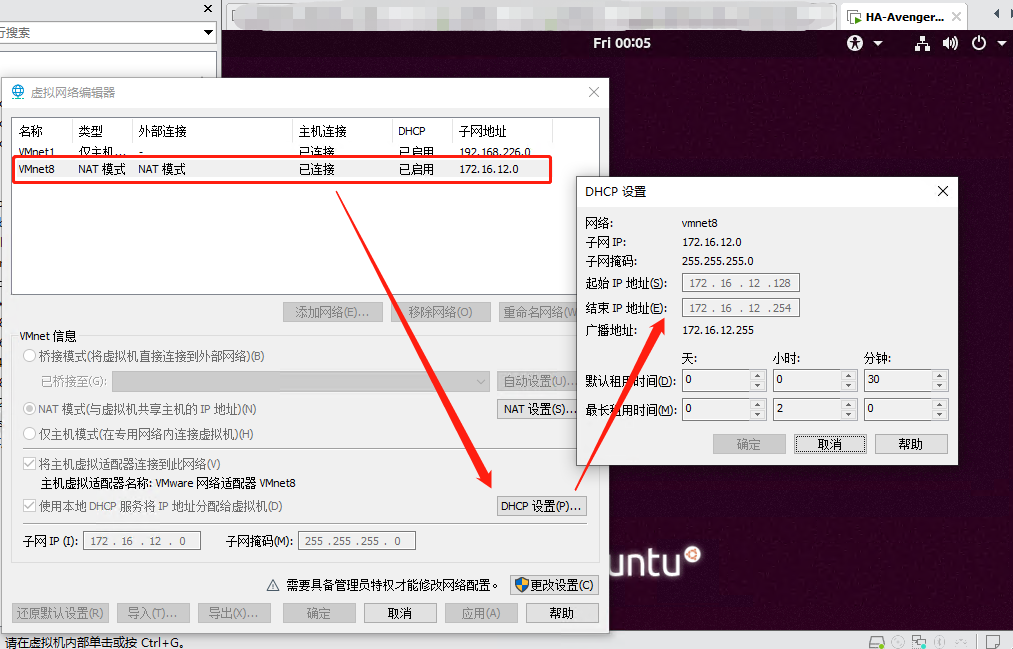 行搜索
HA-Avenger...
Fri 00:05
虚拟网络编辑器
名称 类型 外部连接 主机连接 DHCP 子网地址
VMnet1 仅主机... - 已连接 已启用 192.168.226.0
VMnet8 NAT 模式 NAT 模式 已连接 已启用 172.16.12.0
添加网络(E)... 移除网络(O) 重命名网络(W
VMnet 信息
桥接模式(将虚拟机直接连接到外部网络)(B)
已桥接至(G): 自动设置(U)...
NAT 模式(与虚拟机共享主机的 IP 地址)(N) NAT 设置(S)...
仅主机模式(在专用网络内连接虚拟机)(H)
将主机虚拟适配器连接到此网络(V)
主机虚拟适配器名称: VMware 网络适配器 VMnet8
使用本地 DHCP 服务将 IP 地址分配给虚拟机(D) DHCP 设置(P)...
子网 IP (I): 172 . 16 . 12 . 0 子网掩码(M): 255 . 255 . 255 . 0
需要具备管理员特权才能修改网络配置。 更改设置(C)
还原默认设置(R) 导入(T)... 导出(X)... 确定 取消 应用(A) 帮助
请在虚拟机内部单击或按 Ctrl+G。
DHCP 设置
网络: vmnet8
子网 IP: 172.16.12.0
子网掩码: 255.255.255.0
起始 IP 地址(S): 172 . 16 . 12 . 128
结束 IP 地址(E): 172 . 16 . 12 . 254
广播地址: 172.16.12.255
天: 小时: 分钟:
默认租用时间(D): 0 0 30
最长租用时间(M): 0 2 0
确定 取消 帮助
untu